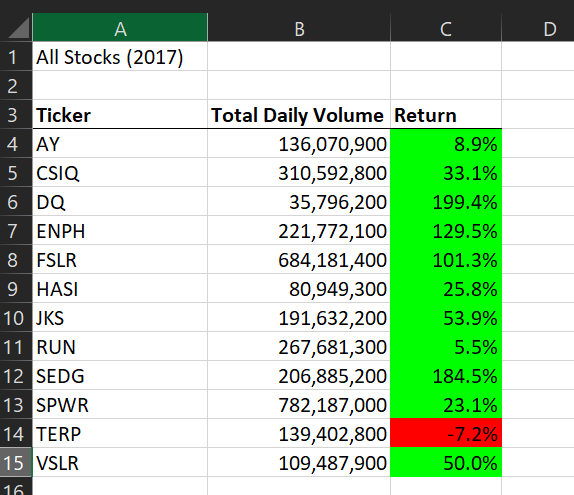 A B C D
1 All Stocks (2017)
2
3 Ticker Total Daily Volume Return
4 AY 136,070,900 8.9%
5 CSIQ 310,592,800 33.1%
6 DQ 35,796,200 199.4%
7 ENPH 221,772,100 129.5%
8 FSLR 684,181,400 101.3%
9 HASI 80,949,300 25.8%
10 JKS 191,632,200 53.9%
11 RUN 267,681,300 5.5%
12 SEDG 206,885,200 184.5%
13 SPWR 782,187,000 23.1%
14 TERP 139,402,800 -7.2%
15 VSLR 109,487,900 50.0%
16